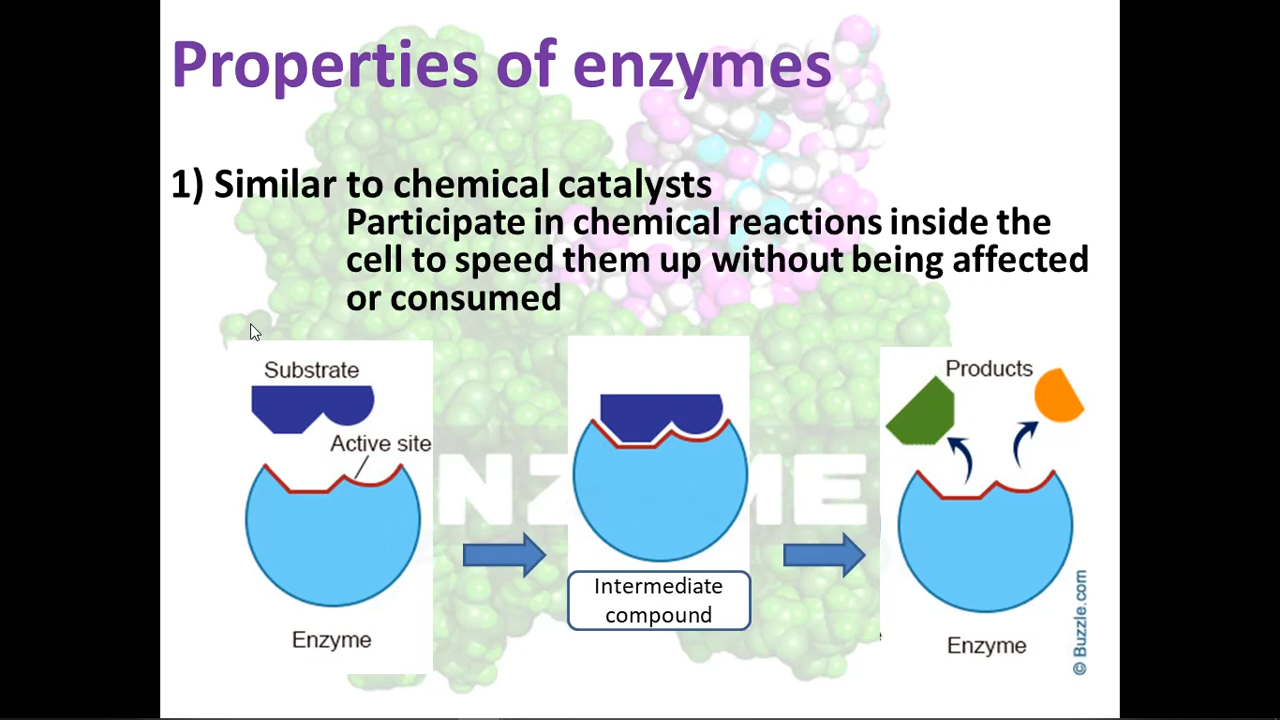 Properties of enzymes
1) Similar to chemical catalysts
Participate in chemical reactions inside the
cell to speed them up without being affected
or consumed
Substrate
Active site
Enzyme
Intermediate
compound
Products
Enzyme
© Buzzle.com
NZYME